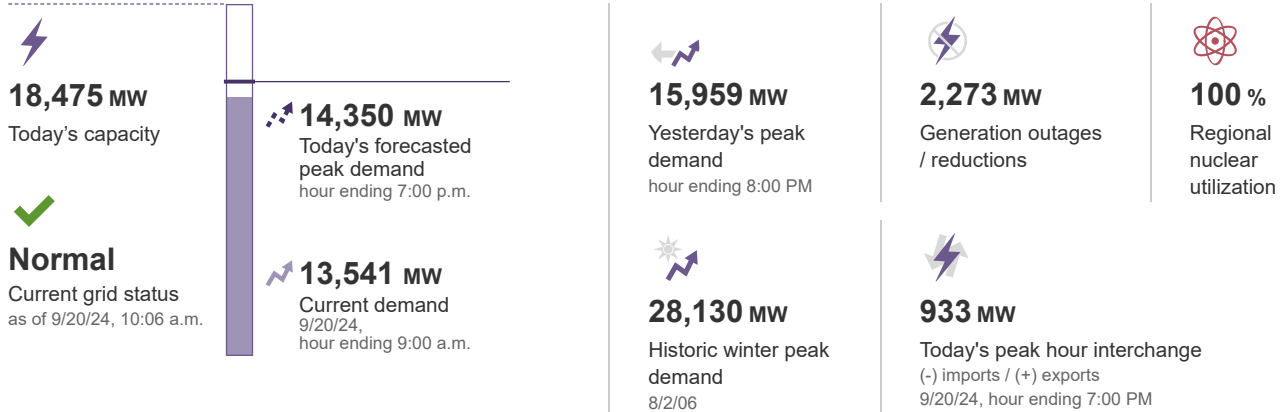 18,475 MW
Today's capacity
Normal
Current grid status
as of 9/20/24, 10:06 a.m.
14,350 MW
Today's forecasted
peak demand
hour ending 7:00 p.m.
13,541 MW
Current demand
9/20/24,
hour ending 9:00 a.m.
15,959 MW
Yesterday's peak
demand
hour ending 8:00 PM
2,273 MW
Generation outages
/ reductions
100 %
Regional
nuclear
utilization
28,130 MW
Historic winter peak
demand
8/2/06
933 MW
Today's peak hour interchange
(-) imports / (+) exports
9/20/24, hour ending 7:00 PM